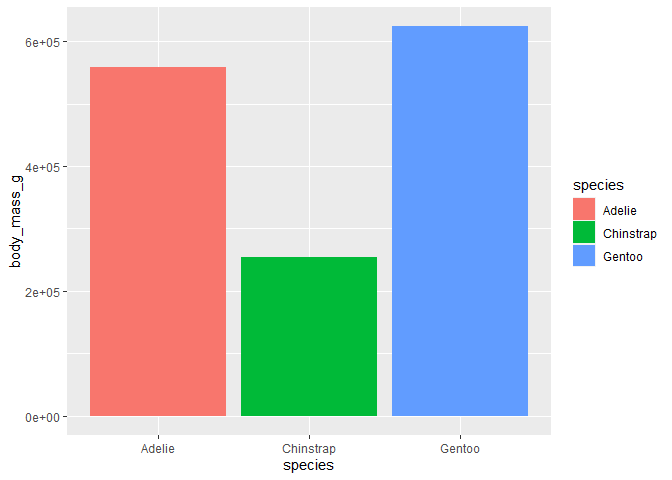 body_mass_g
6e+05
4e+05
2e+05
0e+00
Adelie
Chinstrap
Gentoo
species
species
Adelie
Chinstrap
Gentoo